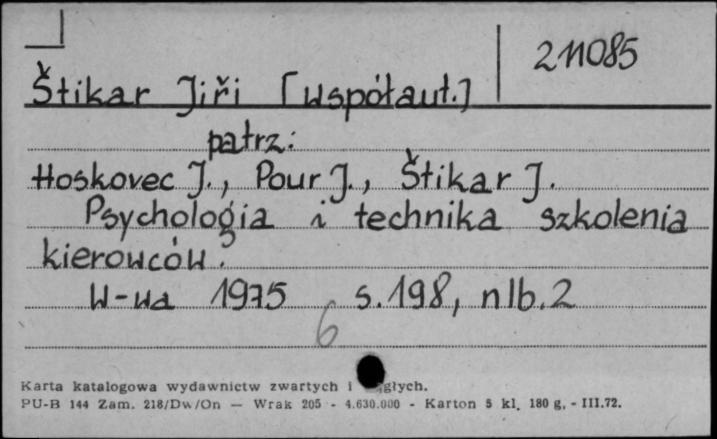 211085
Štikar Jiří [współaut.]
patrz:
Hoskovec J., Pour J., Štikar J.
Psychologia i technika szkolenia
kierowców.
W-wa 1975 s.198, nlb.2
6
Karta katalogowa wydawnictw zwartych i głych.
PU-B 144 Zam. 218/Dw/On — Wrak 205 - 4.630.000 - Karton 5 kl. 180 g. - III.72.